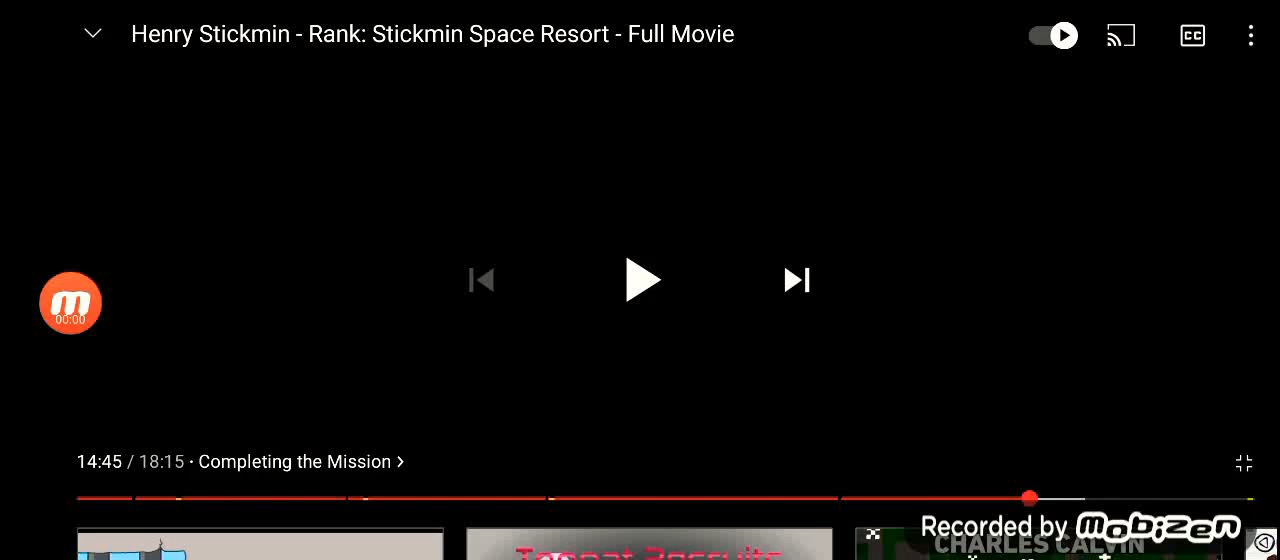 Henry Stickmin - Rank: Stickmin Space Resort - Full Movie
CC
m
00:00
14:45 / 18:15 · Completing the Mission >
Recorded by mobizen
CHARLES CALVIN